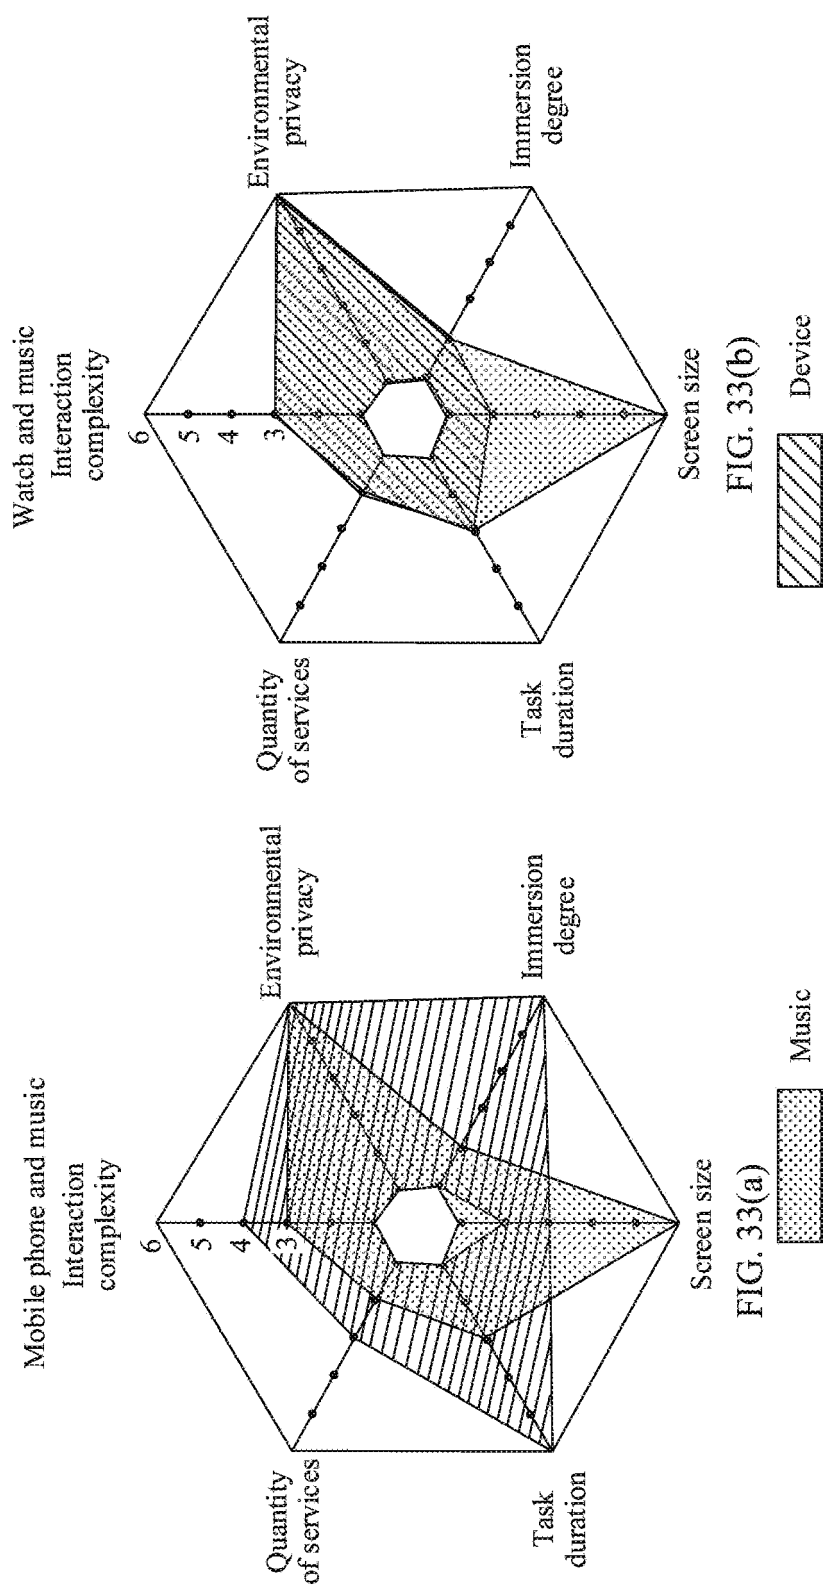 Mobile phone and music
Interaction
complexity
6
5
4
3
Environmental
privacy
Immersion
degree
Screen size
Task
duration
Quantity
of services
FIG. 33(a)
Music
Watch and music
Interaction
complexity
6
5
4
3
Environmental
privacy
Immersion
degree
Screen size
Task
duration
Quantity
of services
FIG. 33(b)
Device